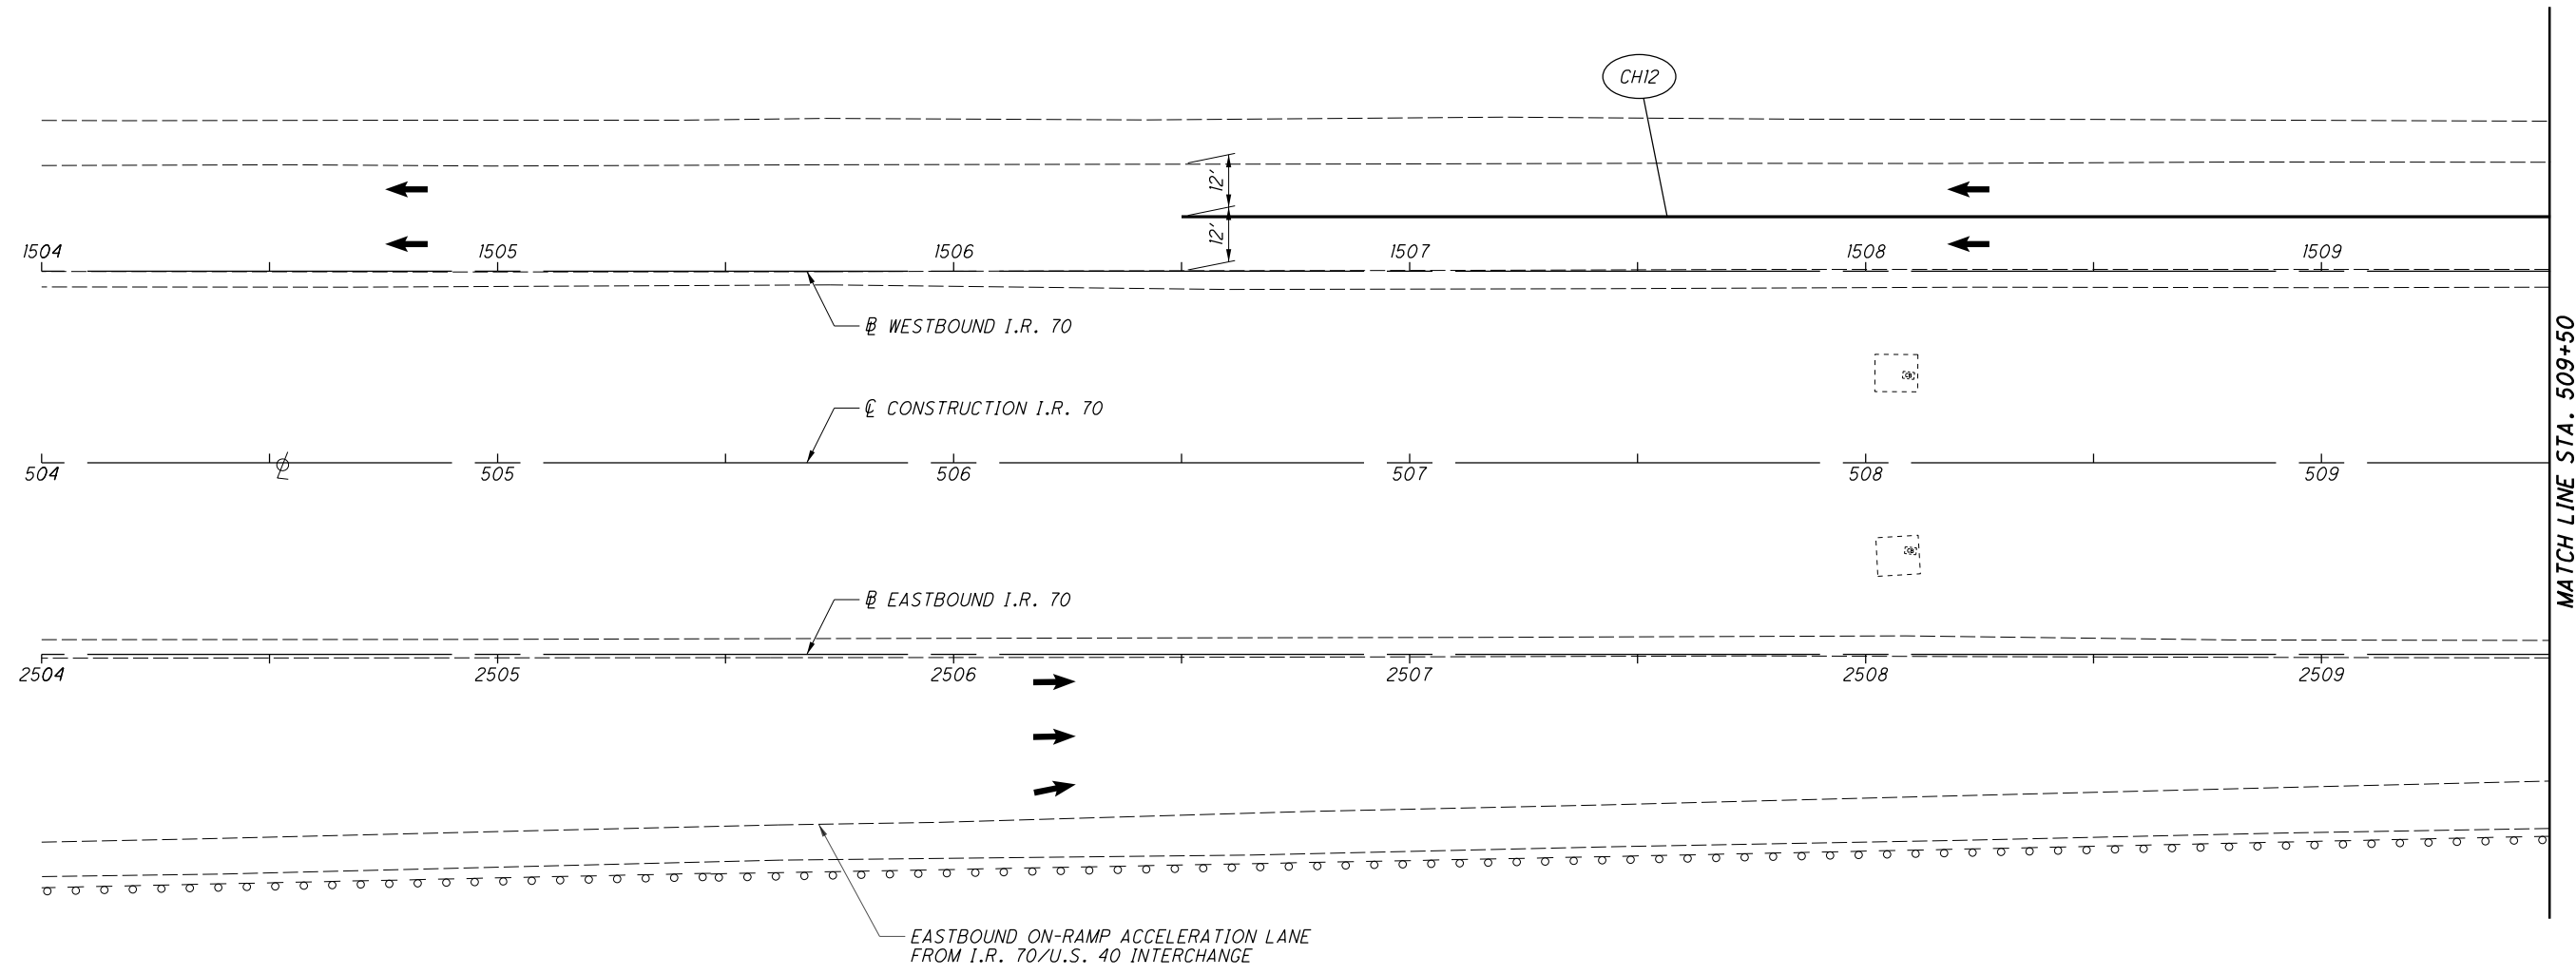 CH12
12'
12'
1504 1505 1506 1507 1508 1509
℄ WESTBOUND I.R. 70
℄ CONSTRUCTION I.R. 70
504 505 506 507 508 509
MATCH LINE STA. 509+50
℄ EASTBOUND I.R. 70
2504 2505 2506 2507 2508 2509
EASTBOUND ON-RAMP ACCELERATION LANE
FROM I.R. 70/U.S. 40 INTERCHANGE